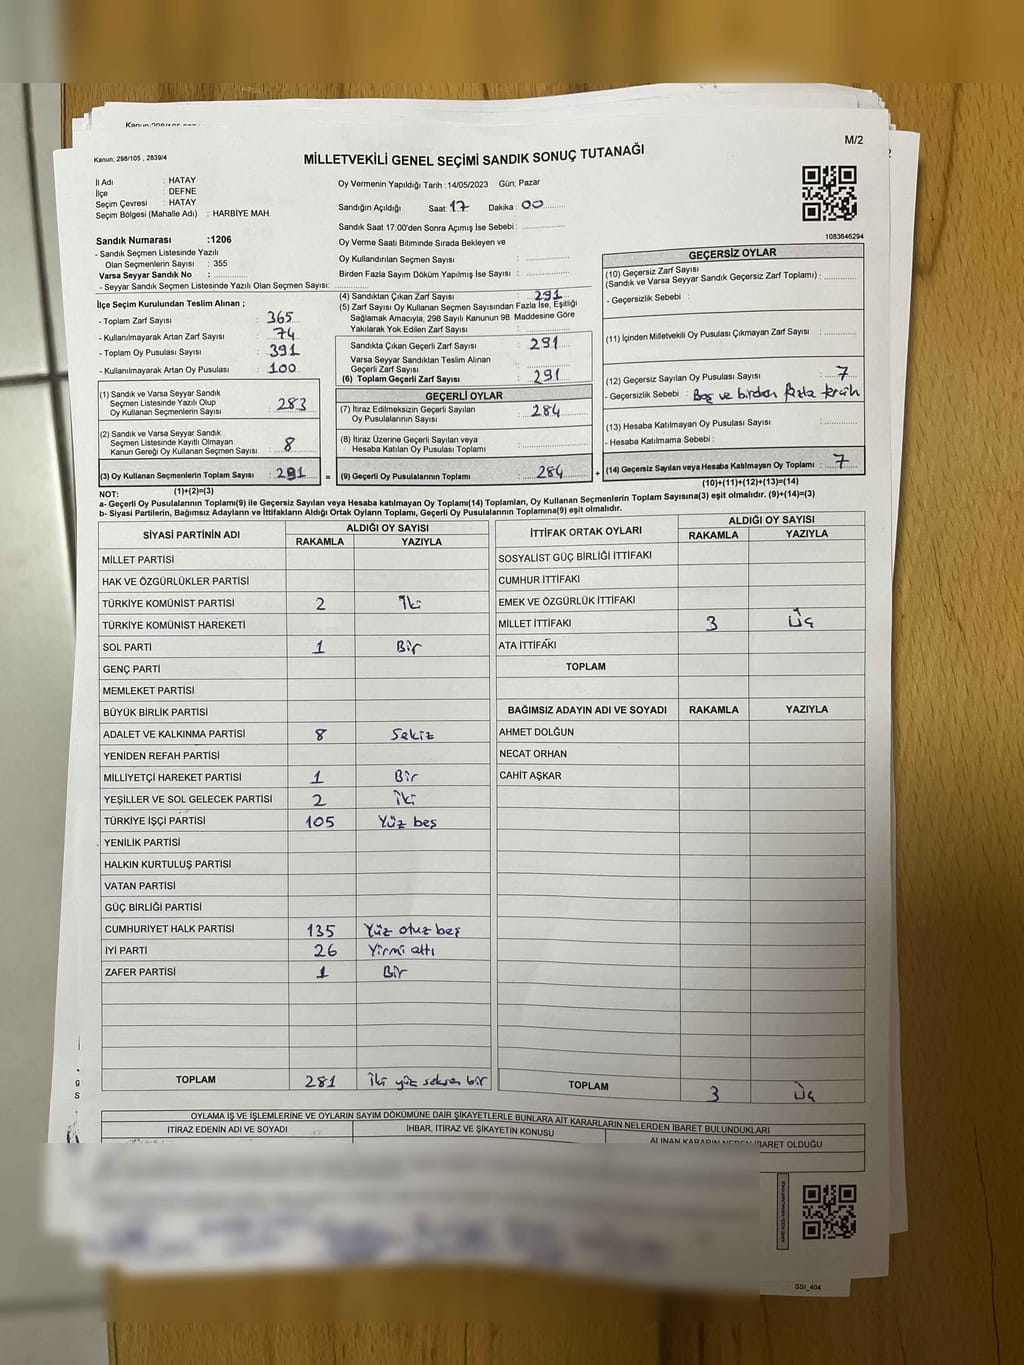 Kanun: 298/105 , 2839/4
M/2
MİLLETVEKİLİ GENEL SEÇİMİ SANDIK SONUÇ TUTANAĞI
İl Adı : HATAY
İlçe : DEFNE
Seçim Çevresi : HATAY
Seçim Bölgesi (Mahalle Adı) : HARBİYE MAH.
Oy Vermenin Yapıldığı Tarih : 14/05/2023 Gün: Pazar
Sandığın Açıldığı Saat: 17 Dakika : 00
Sandık Saat 17.00'den Sonra Açımış İse Sebebi:
Oy Verme Saati Bitiminde Sırada Bekleyen ve
Oy Kullandırılan Seçmen Sayısı :
Birden Fazla Sayım Döküm Yapılmış İse Sayısı :
1083646294
Sandık Numarası :1206
- Sandık Seçmen Listesinde Yazılı
Olan Seçmenlerin Sayısı : 355
Varsa Seyyar Sandık No :
- Seyyar Sandık Seçmen Listesinde Yazılı Olan Seçmen Sayısı:
İlçe Seçim Kurulundan Teslim Alınan ;
- Toplam Zarf Sayısı : 365
- Kullanılmayarak Artan Zarf Sayısı : 74
- Toplam Oy Pusulası Sayısı : 391
- Kullanılmayarak Artan Oy Pusulası : 100
(1) Sandık ve Varsa Seyyar Sandık
Seçmen Listesinde Yazılı Olup
Oy Kullanan Seçmenlerin Sayısı : 283
(2) Sandık ve Varsa Seyyar Sandık
Seçmen Listesinde Kayıtlı Olmayan
Kanun Gereği Oy Kullanan Seçmen Sayısı : 8
(3) Oy Kullanan Seçmenlerin Toplam Sayısı : 291
(1)+(2)=(3)
(4) Sandıktan Çıkan Zarf Sayısı : 291
(5) Zarf Sayısı Oy Kullanan Seçmen Sayısından Fazla İse, Eşitliği
Sağlamak Amacıyla, 298 Sayılı Kanunun 98. Maddesine Göre
Yakılarak Yok Edilen Zarf Sayısı :
Sandıkta Çıkan Geçerli Zarf Sayısı : 291
Varsa Seyyar Sandıktan Teslim Alınan
Geçerli Zarf Sayısı :
(6) Toplam Geçerli Zarf Sayısı : 291
GEÇERLİ OYLAR
(7) İtiraz Edilmeksizin Geçerli Sayılan
Oy Pusulalarının Sayısı : 284
(8) İtiraz Üzerine Geçerli Sayılan veya
Hesaba Katılan Oy Pusulası Toplamı :
= (9) Geçerli Oy Pusulalarının Toplamı : 284 +
GEÇERSİZ OYLAR
(10) Geçersiz Zarf Sayısı
(Sandık ve Varsa Seyyar Sandık Geçersiz Zarf Toplamı) :
- Geçersizlik Sebebi :
(11) İçinden Milletvekili Oy Pusulası Çıkmayan Zarf Sayısı :
(12) Geçersiz Sayılan Oy Pusulası Sayısı : 7
- Geçersizlik Sebebi : Boş ve birden fazla tercih
(13) Hesaba Katılmayan Oy Pusulası Sayısı :
- Hesaba Katılmama Sebebi :
(14) Geçersiz Sayılan veya Hesaba Katılmayan Oy Toplamı : 7
(10)+(11)+(12)+(13)=(14)
NOT:
a- Geçerli Oy Pusulalarının Toplamı(9) ile Geçersiz Sayılan veya Hesaba katılmayan Oy Toplamı(14) Toplamları, Oy Kullanan Seçmenlerin Toplam Sayısına(3) eşit olmalıdır. (9)+(14)=(3)
b- Siyasi Partilerin, Bağımsız Adayların ve İttifakların Aldığı Ortak Oyların Toplamı, Geçerli Oy Pusulalarının Toplamına(9) eşit olmalıdır.
SİYASİ PARTİNİN ADI ALDIĞI OY SAYISI
RAKAMLA YAZIYLA
MİLLET PARTİSİ
HAK VE ÖZGÜRLÜKLER PARTİSİ
TÜRKİYE KOMÜNİST PARTİSİ 2 İki
TÜRKİYE KOMÜNİST HAREKETİ
SOL PARTİ 1 Bir
GENÇ PARTİ
MEMLEKET PARTİSİ
BÜYÜK BİRLİK PARTİSİ
ADALET VE KALKINMA PARTİSİ 8 Sekiz
YENİDEN REFAH PARTİSİ
MİLLİYETÇİ HAREKET PARTİSİ 1 Bir
YEŞİLLER VE SOL GELECEK PARTİSİ 2 İki
TÜRKİYE İŞÇİ PARTİSİ 105 Yüz beş
YENİLİK PARTİSİ
HALKIN KURTULUŞ PARTİSİ
VATAN PARTİSİ
GÜÇ BİRLİĞİ PARTİSİ
CUMHURİYET HALK PARTİSİ 135 Yüz otuz beş
İYİ PARTİ 26 Yirmi altı
ZAFER PARTİSİ 1 Bir
TOPLAM 281 İki yüz seksen bir
İTTİFAK ORTAK OYLARI ALDIĞI OY SAYISI
RAKAMLA YAZIYLA
SOSYALİST GÜÇ BİRLİĞİ İTTİFAKI
CUMHUR İTTİFAKI
EMEK VE ÖZGÜRLÜK İTTİFAKI
MİLLET İTTİFAKI 3 Üç
ATA İTTİFAKI
TOPLAM
BAĞIMSIZ ADAYIN ADI VE SOYADI RAKAMLA YAZIYLA
AHMET DOLĞUN
NECAT ORHAN
CAHİT AŞKAR
TOPLAM 3 Üç
OYLAMA İŞ VE İŞLEMLERİNE VE OYLARIN SAYIM DÖKÜMÜNE DAİR ŞİKAYETLERLE BUNLARA AİT KARARLARIN NELERDEN İBARET BULUNDUKLARI
İTİRAZ EDENİN ADI VE SOYADI İHBAR, İTİRAZ VE ŞİKAYETİN KONUSU ALINAN KARARIN NEDEN İBARET OLDUĞU
SSI_404